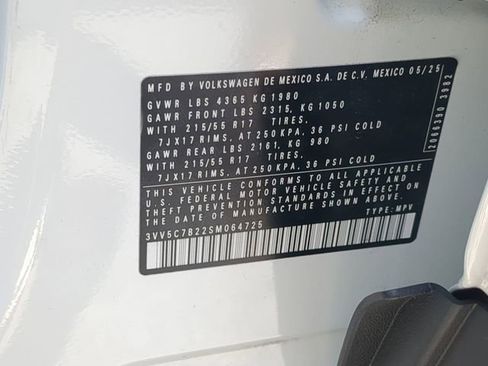 MFD BY VOLKSWAGEN DE MEXICO S.A. DE C.V. MEXICO 05/25
GVWR LBS 4365 KG 1980
GAWR FRONT LBS 2315, KG 1050
WITH 215/55 R17 TIRES.
7JX17 RIMS, AT 250 KPA, 36 PSI COLD
GAWR REAR LBS 2161, KG 980
WITH 215/55 R17 TIRES.
7JX17 RIMS, AT 250 KPA, 36 PSI COLD
THIS VEHICLE CONFORMS TO ALL APPLICABLE
U.S. FEDERAL MOTOR VEHICLE SAFETY AND
THEFT PREVENTION STANDARDS IN EFFECT ON
THE DATE OF MANUFACTURE SHOWN ABOVE.
3VV5C7B22SM064725 TYPE: MPV
2066390 3982